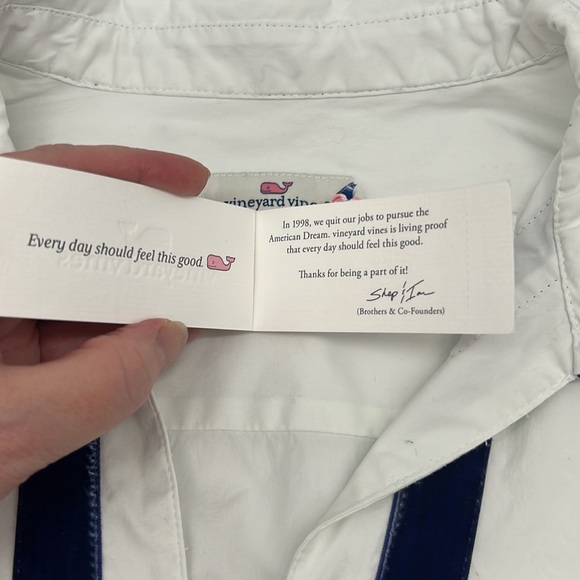 vineyard vines
Every day should feel this good.
In 1998, we quit our jobs to pursue the
American Dream. vineyard vines is living proof
that every day should feel this good.
Thanks for being a part of it!
Shep & Ian
(Brothers & Co-Founders)